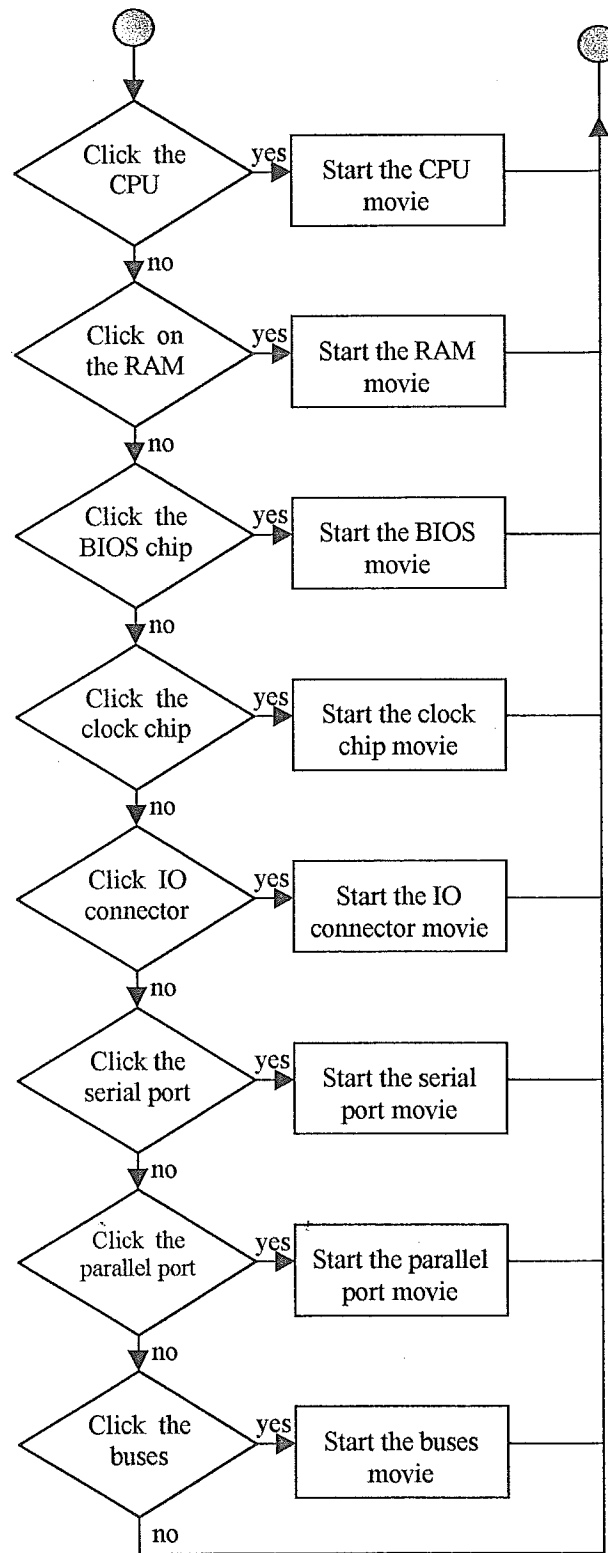 Click the
CPU
yes
Start the CPU
movie
no
Click on
the RAM
yes
Start the RAM
movie
no
Click the
BIOS chip
yes
Start the BIOS
movie
no
Click the
clock chip
yes
Start the clock
chip movie
no
Click IO
connector
yes
Start the IO
connector movie
no
Click the
serial port
yes
Start the serial
port movie
no
Click the
parallel port
yes
Start the parallel
port movie
no
Click the
buses
yes
Start the buses
movie
no